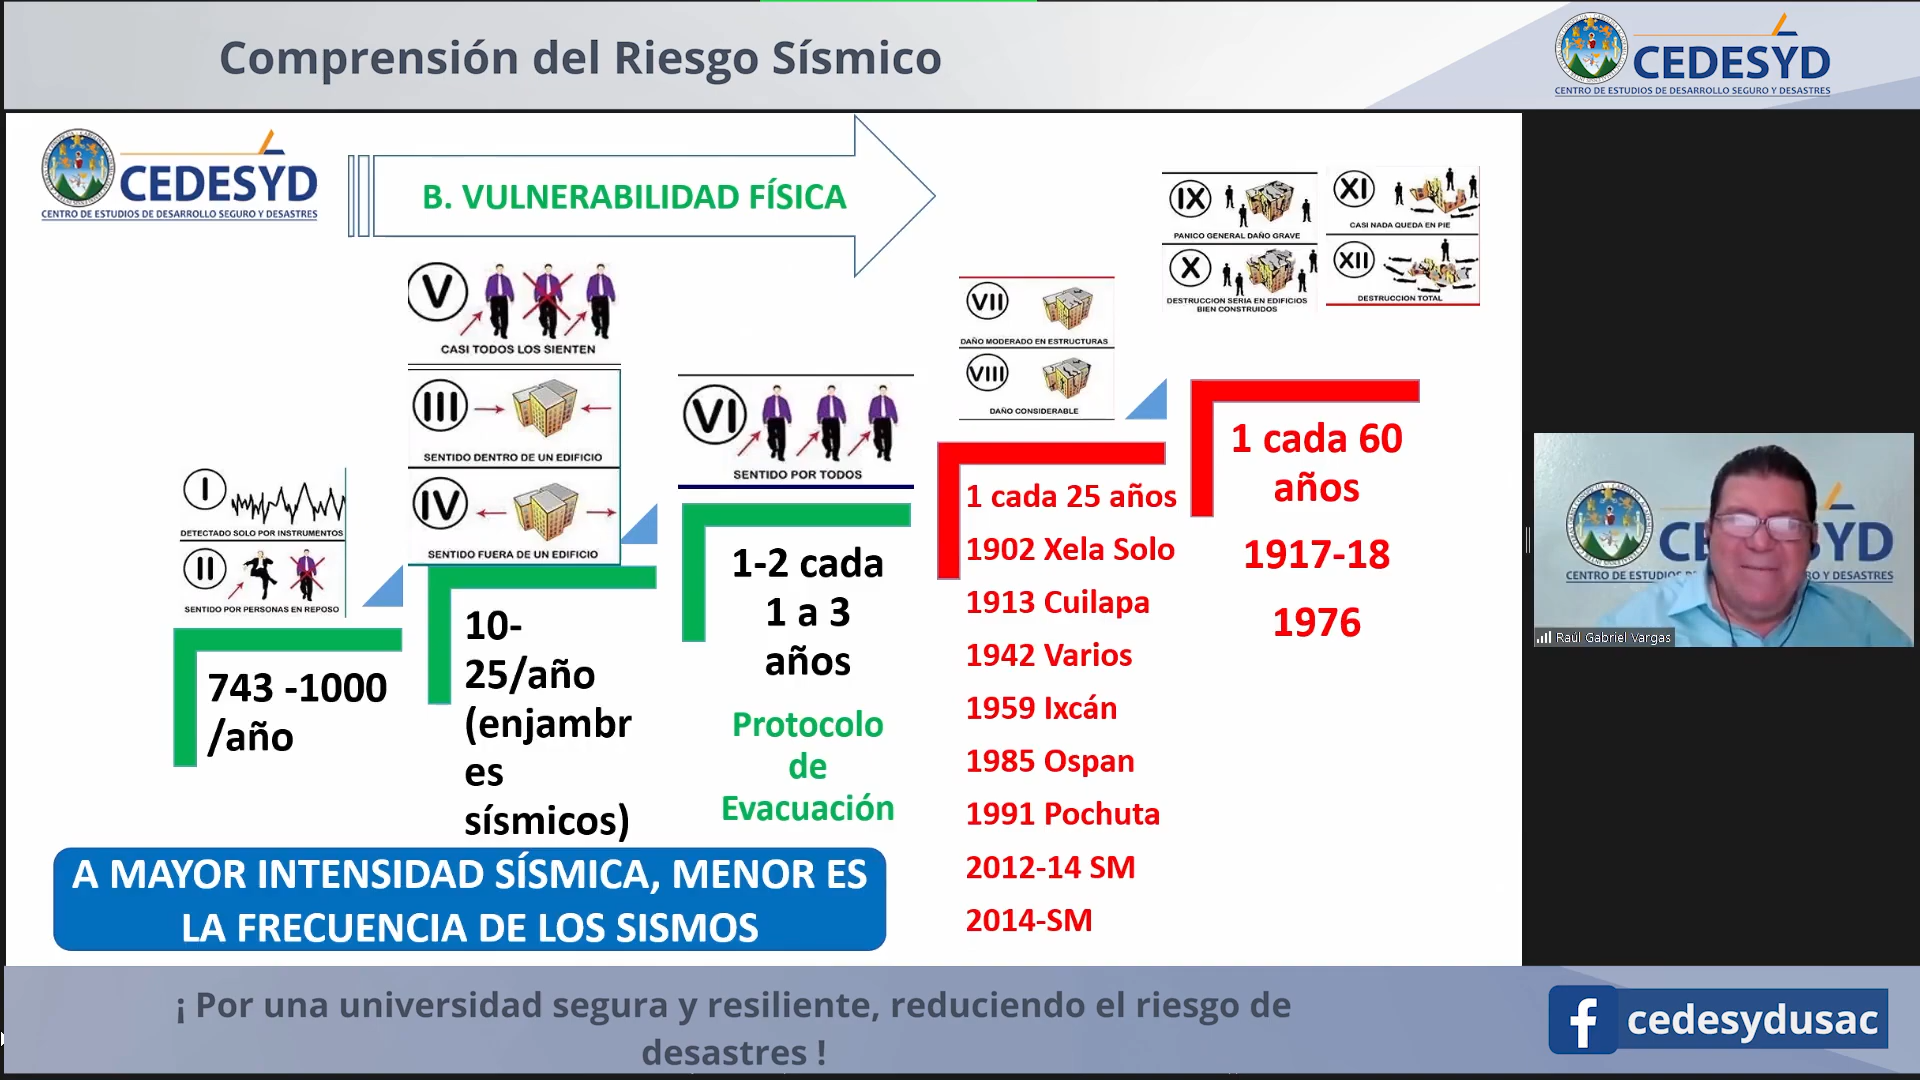 Comprensión del Riesgo Sísmico
CEDESYD
CENTRO DE ESTUDIOS DE DESARROLLO SEGURO Y DESASTRES
CEDESYD
CENTRO DE ESTUDIOS DE DESARROLLO SEGURO Y DESASTRES
B. VULNERABILIDAD FÍSICA
I
DETECTADO SOLO POR INSTRUMENTOS
II
SENTIDO POR PERSONAS EN REPOSO
743 -1000
/año
V
CASI TODOS LOS SIENTEN
III
SENTIDO DENTRO DE UN EDIFICIO
IV
SENTIDO FUERA DE UN EDIFICIO
10-
25/año
(enjambr
es
sísmicos)
VI
SENTIDO POR TODOS
1-2 cada
1 a 3
años
Protocolo
de
Evacuación
VII
DAÑO MODERADO EN ESTRUCTURAS
VIII
DAÑO CONSIDERABLE
1 cada 25 años
1902 Xela Solo
1913 Cuilapa
1942 Varios
1959 Ixcán
1985 Ospan
1991 Pochuta
2012-14 SM
2014-SM
IX
PANICO GENERAL DAÑO GRAVE
X
DESTRUCCION SERIA EN EDIFICIOS
BIEN CONSTRUIDOS
XI
CASI NADA QUEDA EN PIE
XII
DESTRUCCION TOTAL
1 cada 60
años
1917-18
1976
A MAYOR INTENSIDAD SÍSMICA, MENOR ES
LA FRECUENCIA DE LOS SISMOS
CE YD
CENTRO DE ESTUDIOS Y DESASTRES
Raúl Gabriel Vargas
¡ Por una universidad segura y resiliente, reduciendo el riesgo de
desastres !
f cedesydusac